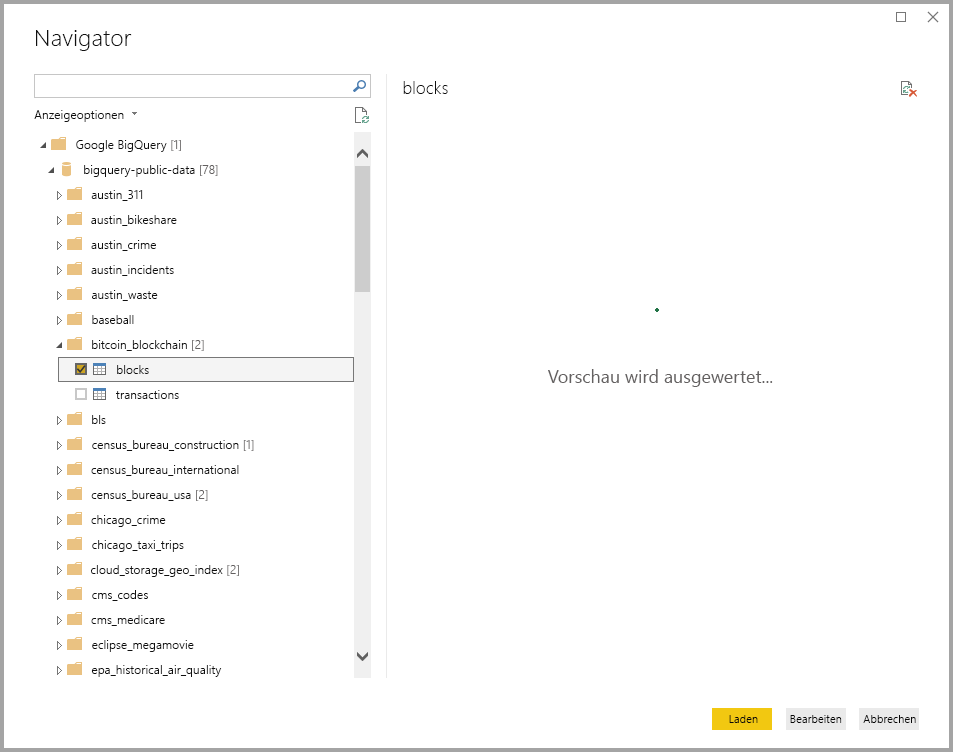 Navigator
Anzeigeoptionen
Google BigQuery [1]
bigquery-public-data [78]
austin_311
austin_bikeshare
austin_crime
austin_incidents
austin_waste
baseball
bitcoin_blockchain [2]
blocks
transactions
bls
census_bureau_construction [1]
census_bureau_international
census_bureau_usa [2]
chicago_crime
chicago_taxi_trips
cloud_storage_geo_index [2]
cms_codes
cms_medicare
eclipse_megamovie
epa_historical_air_quality
blocks
Vorschau wird ausgewertet...
Laden Bearbeiten Abbrechen